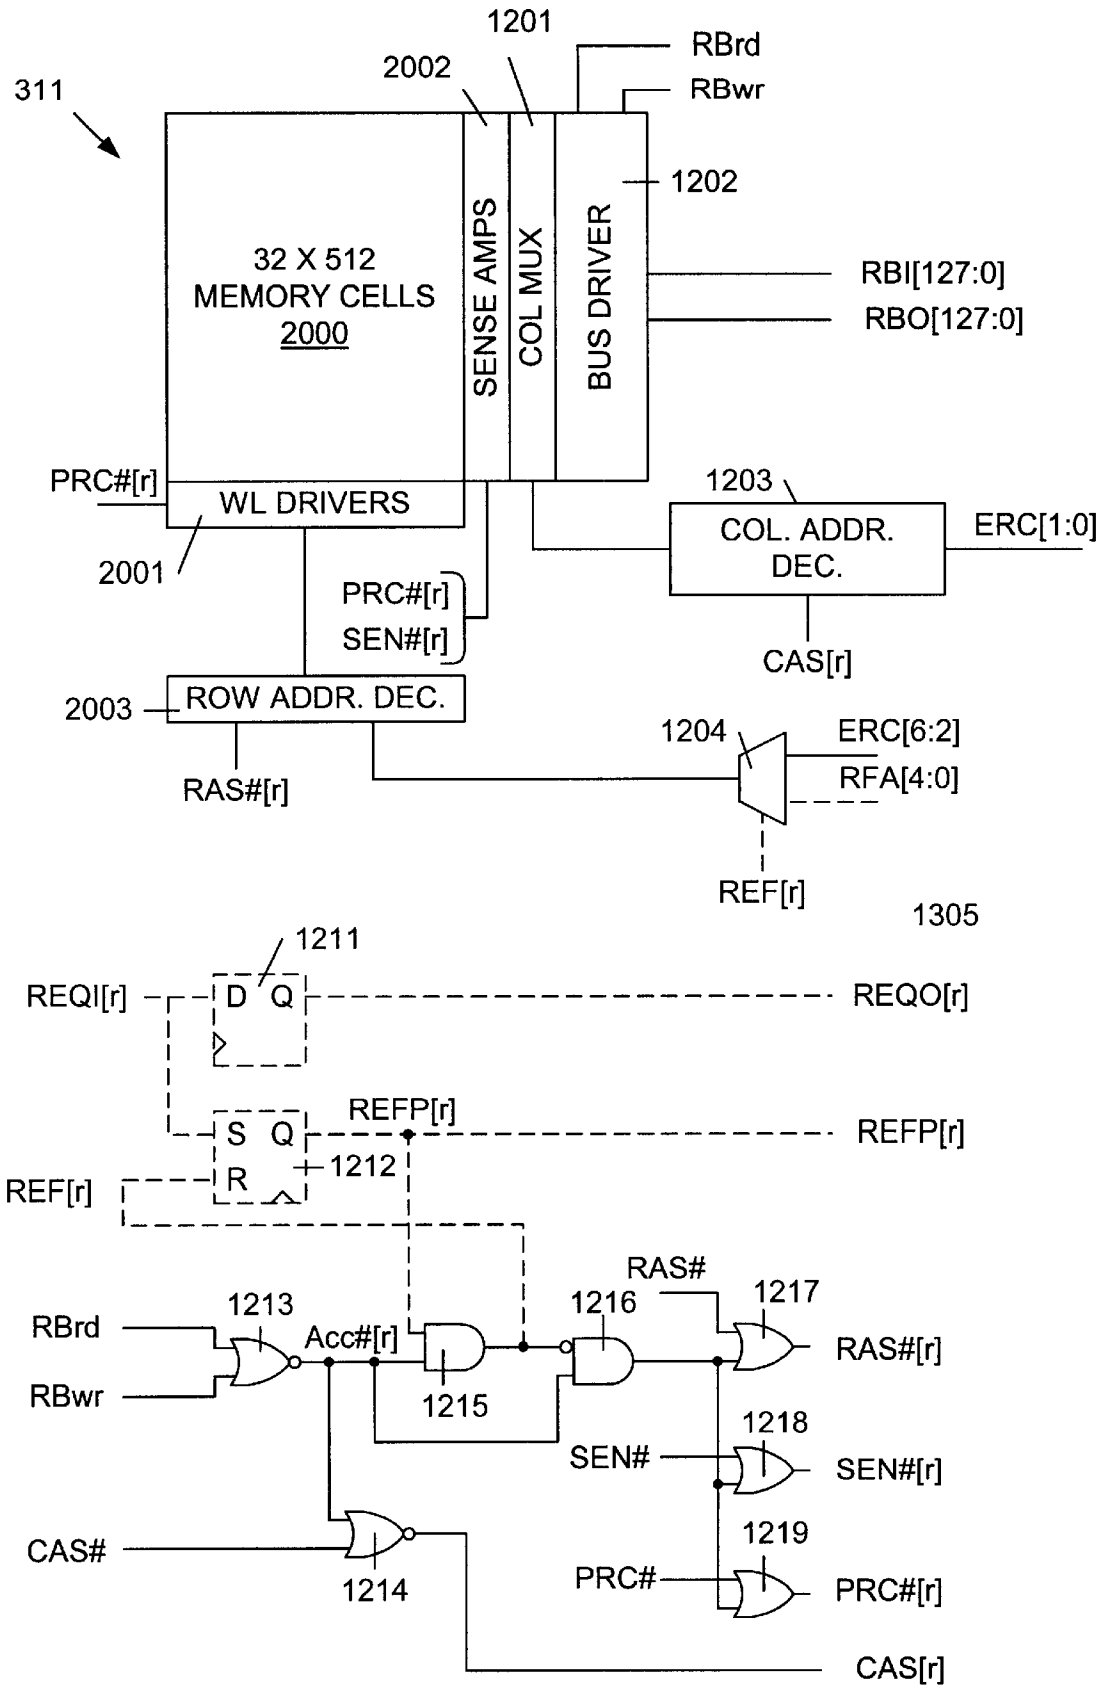 1201
RBrd
2002
RBwr
311
1202
32 X 512
MEMORY CELLS
2000
SENSE AMPS
COL MUX
BUS DRIVER
RBI[127:0]
RBO[127:0]
PRC#[r]
WL DRIVERS
1203
COL. ADDR.
DEC.
ERC[1:0]
2001
PRC#[r]
SEN#[r]
CAS[r]
2003
ROW ADDR. DEC.
1204
ERC[6:2]
RFA[4:0]
RAS#[r]
REF[r]
1305
1211
REQI[r]
D Q
REQO[r]
REFP[r]
S Q
REFP[r]
1212
R
REF[r]
RAS#
1217
1216
1213
RBrd
Acc#[r]
RAS#[r]
RBwr
1215
1218
SEN#
SEN#[r]
1219
CAS#
1214
PRC#
PRC#[r]
CAS[r]